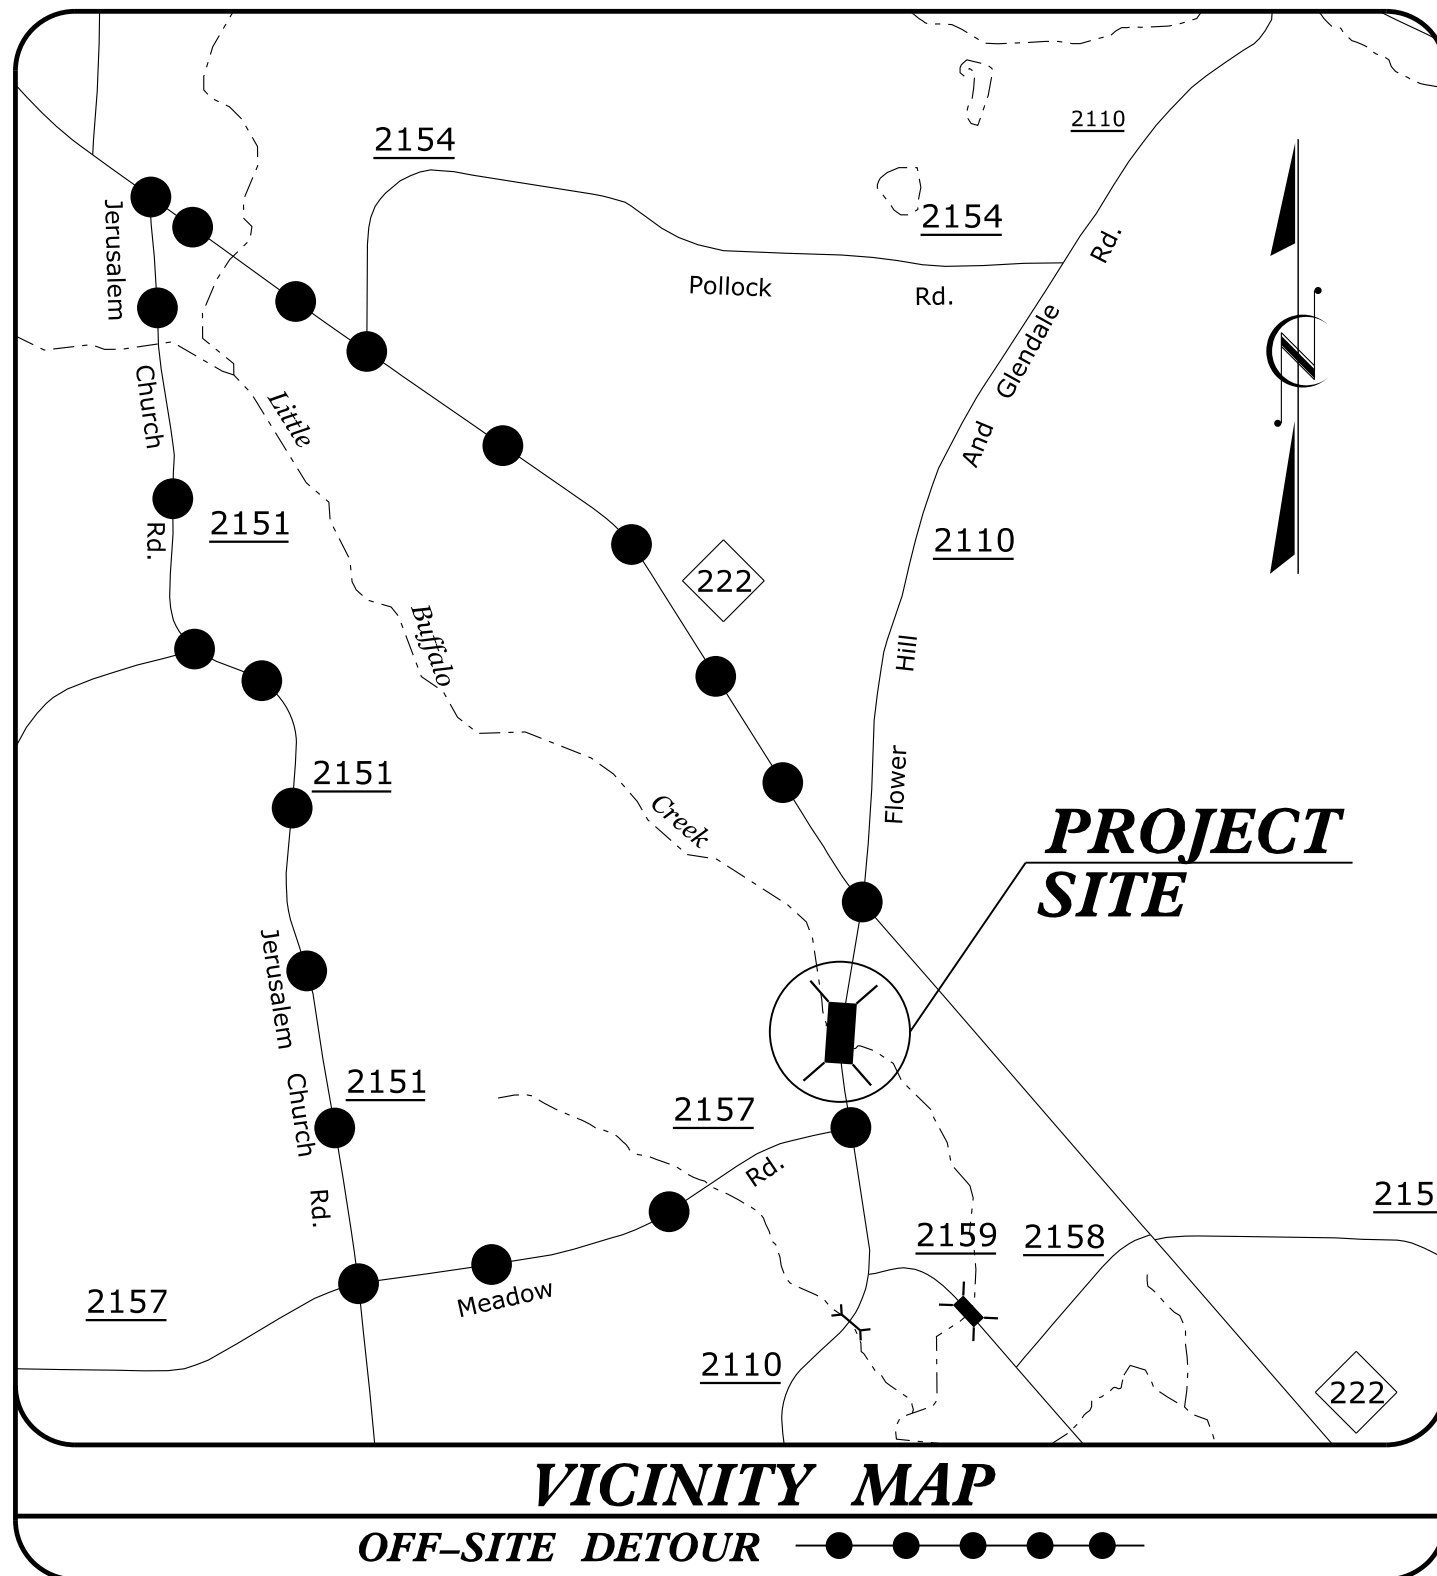 2110
2154
Jerusalem
2154
Rd.
Pollock Rd.
Glendale
Church
Little
And
2151
Rd.
2110
222
Buffalo
Hill
2151
Flower
Creek
PROJECT
SITE
Jerusalem
2151
Church
2157
Rd.
Rd.
215
2159
2158
2157
Meadow
2110
222
N
VICINITY MAP
OFF–SITE DETOUR